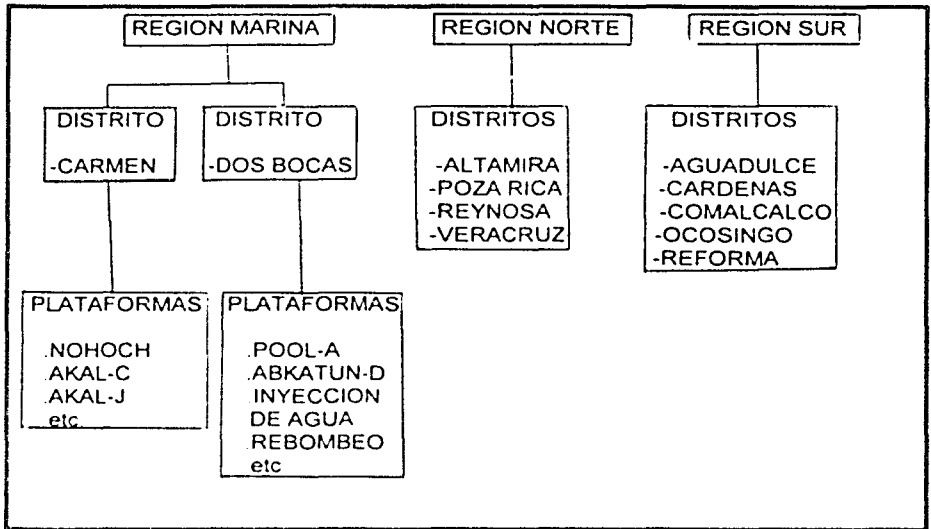 REGION MARINA
REGION NORTE
REGION SUR
DISTRITO
-CARMEN
DISTRITO
-DOS BOCAS
DISTRITOS
-ALTAMIRA
-POZA RICA
-REYNOSA
-VERACRUZ
DISTRITOS
-AGUADULCE
-CARDENAS
-COMALCALCO
-OCOSINGO
-REFORMA
PLATAFORMAS
.NOHOCH
.AKAL-C
.AKAL-J
.etc.
PLATAFORMAS
.POOL-A
.ABKATUN-D
.INYECCION
DE AGUA
.REBOMBEO
.etc